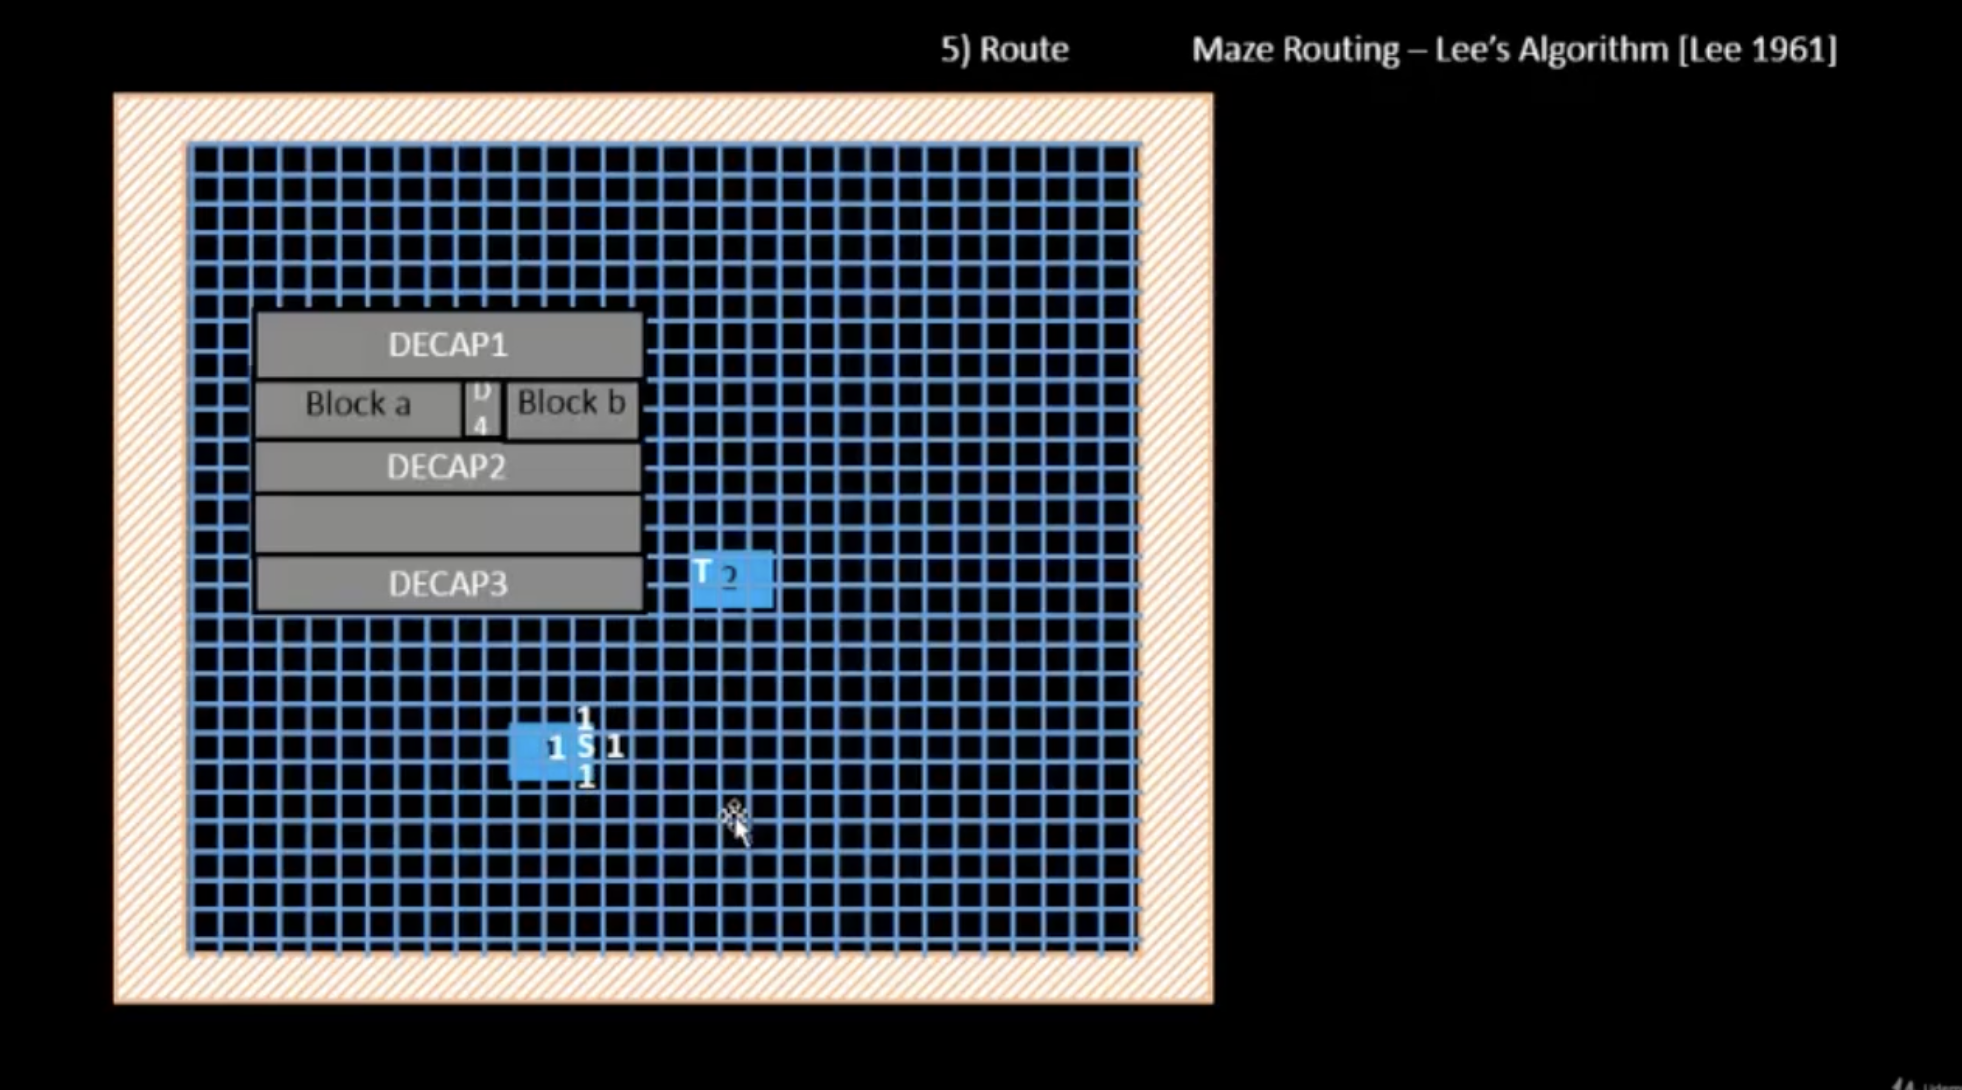 5) Route Maze Routing – Lee's Algorithm [Lee 1961]
DECAP1
Block a D 4 Block b
DECAP2
T 2
DECAP3
1
1 S 1
1